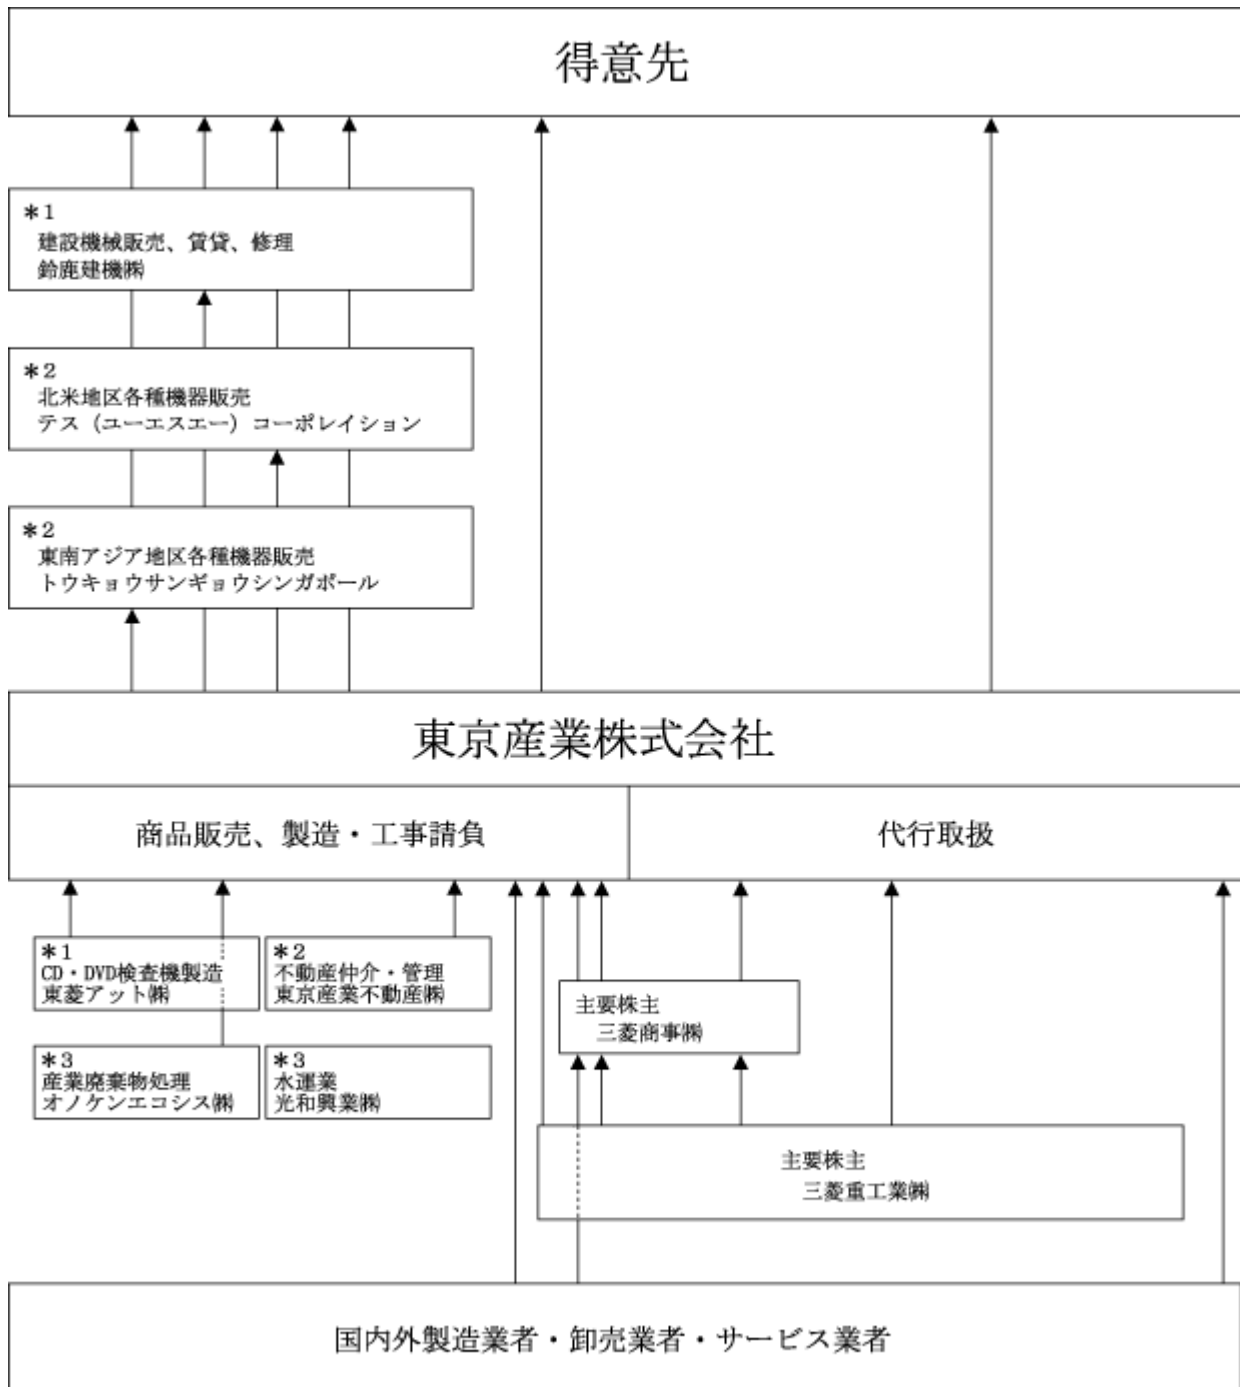 得意先
*1
建設機械販売、賃貸、修理
鈴鹿建機㈱
*2
北米地区各種機器販売
テス（ユーエスエー）コーポレイション
*2
東南アジア地区各種機器販売
トウキョウサンギョウシンガポール
東京産業株式会社
商品販売、製造・工事請負
代行取扱
*1
CD・DVD検査機製造
東菱アット㈱
*2
不動産仲介・管理
東京産業不動産㈱
主要株主
三菱商事㈱
*3
産業廃棄物処理
オノケンエコシス㈱
*3
水運業
光和興業㈱
主要株主
三菱重工業㈱
国内外製造業者・卸売業者・サービス業者